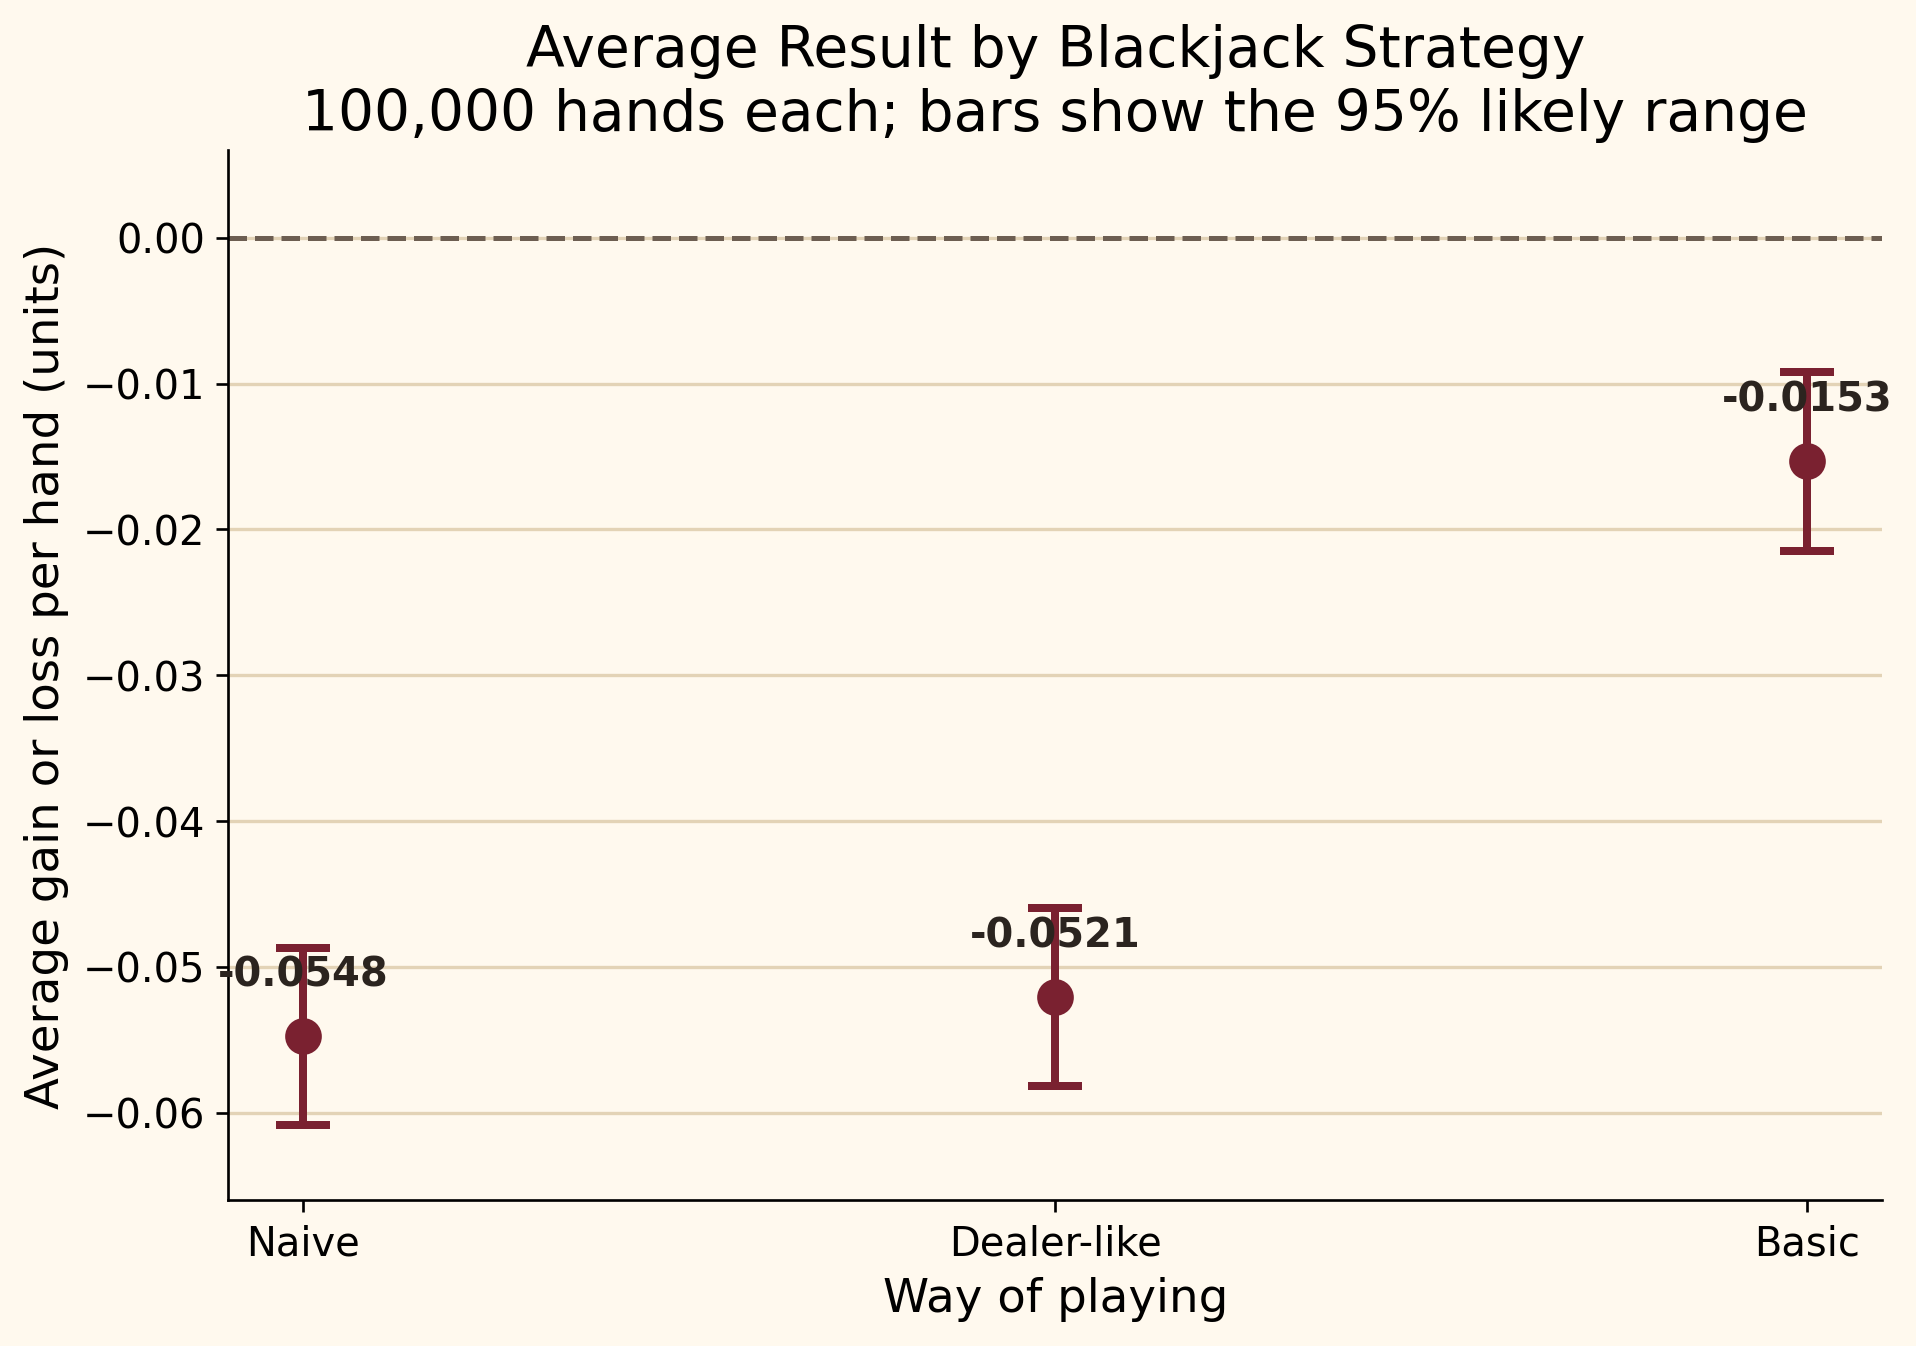 Average Result by Blackjack Strategy
100,000 hands each; bars show the 95% likely range
Average gain or loss per hand (units)
0.00
−0.01
−0.02
−0.03
−0.04
−0.05
−0.06
-0.0548
-0.0521
-0.0153
Naive
Dealer-like
Basic
Way of playing